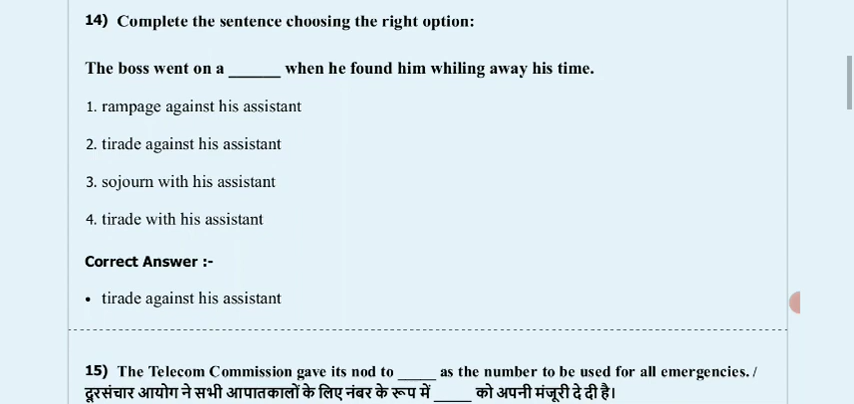 14) Complete the sentence choosing the right option:
The boss went on a ______ when he found him whiling away his time.
1. rampage against his assistant
2. tirade against his assistant
3. sojourn with his assistant
4. tirade with his assistant
Correct Answer :-
• tirade against his assistant
15) The Telecom Commission gave its nod to _____ as the number to be used for all emergencies. /
दूरसंचार आयोग ने सभी आपातकालों के लिए नंबर के रूप में _____ को अपनी मंजूरी दे दी है।